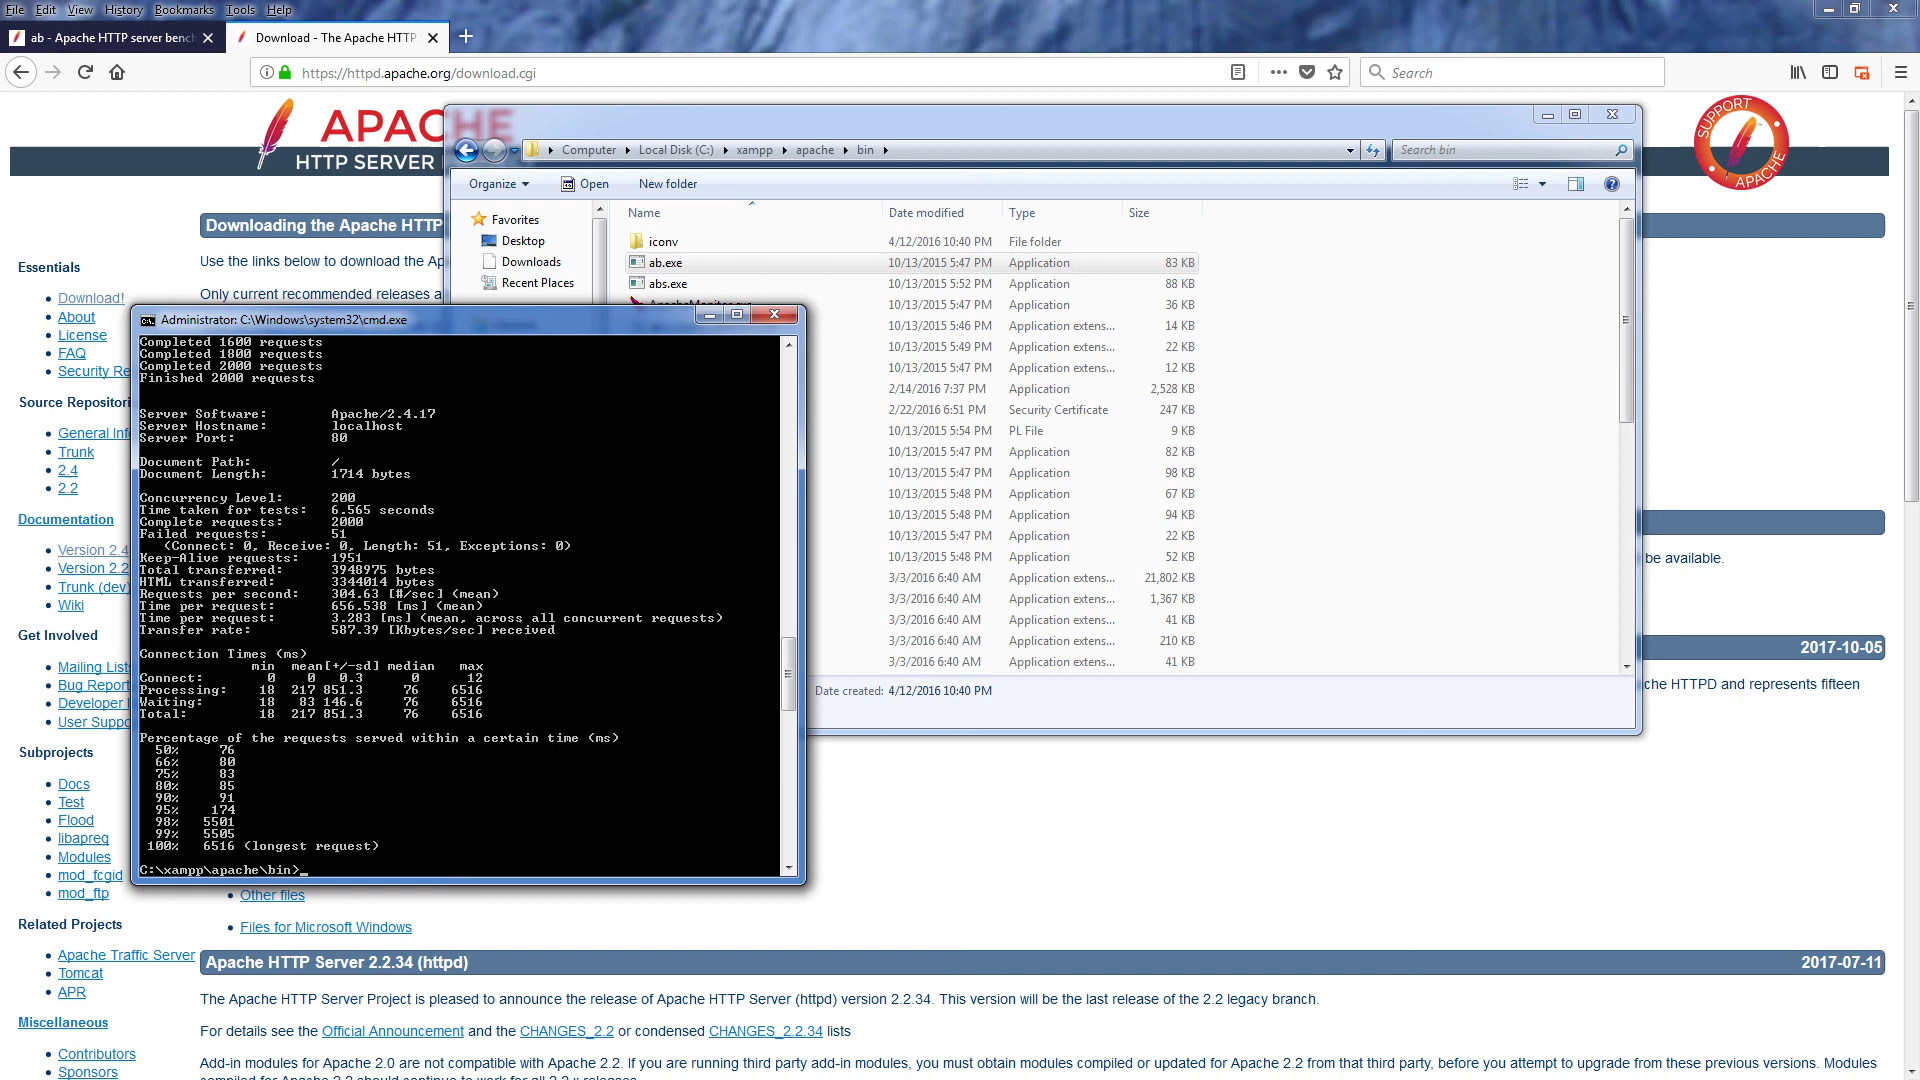 File Edit View History Bookmarks Tools Help
ab - Apache HTTP server benc
Download - The Apache HTTP
https://httpd.apache.org/download.cgi
Search
APACHE
HTTP SERVER
SUPPORT APACHE
Computer Local Disk (C:) xampp apache bin
Search bin
Organize Open New folder
Favorites
Desktop
Downloads
Recent Places
Name Date modified Type Size
iconv 4/12/2016 10:40 PM File folder
ab.exe 10/13/2015 5:47 PM Application 83 KB
abs.exe 10/13/2015 5:52 PM Application 88 KB
10/13/2015 5:47 PM Application 36 KB
10/13/2015 5:46 PM Application extens... 14 KB
10/13/2015 5:49 PM Application extens... 22 KB
10/13/2015 5:47 PM Application extens... 12 KB
2/14/2016 7:37 PM Application 2,528 KB
2/22/2016 6:51 PM Security Certificate 247 KB
10/13/2015 5:54 PM PL File 9 KB
10/13/2015 5:47 PM Application 82 KB
10/13/2015 5:47 PM Application 98 KB
10/13/2015 5:48 PM Application 67 KB
10/13/2015 5:48 PM Application 94 KB
10/13/2015 5:47 PM Application 22 KB
10/13/2015 5:48 PM Application 52 KB
3/3/2016 6:40 AM Application extens... 21,802 KB
3/3/2016 6:40 AM Application extens... 1,367 KB
3/3/2016 6:40 AM Application extens... 41 KB
3/3/2016 6:40 AM Application extens... 210 KB
3/3/2016 6:40 AM Application extens... 41 KB
Date created: 4/12/2016 10:40 PM
Administrator: C:\Windows\system32\cmd.exe
Completed 1600 requests
Completed 1800 requests
Completed 2000 requests
Finished 2000 requests
Server Software: Apache/2.4.17
Server Hostname: localhost
Server Port: 80
Document Path: /
Document Length: 1714 bytes
Concurrency Level: 200
Time taken for tests: 6.565 seconds
Complete requests: 2000
Failed requests: 51
(Connect: 0, Receive: 0, Length: 51, Exceptions: 0)
Keep-Alive requests: 1951
Total transferred: 3948975 bytes
HTML transferred: 3344014 bytes
Requests per second: 304.63 [#/sec] (mean)
Time per request: 656.538 [ms] (mean)
Time per request: 3.283 [ms] (mean, across all concurrent requests)
Transfer rate: 587.39 [Kbytes/sec] received
Connection Times (ms)
min mean[+/-sd] median max
Connect: 0 0 0.3 0 12
Processing: 18 217 851.3 76 6516
Waiting: 18 83 146.6 76 6516
Total: 18 217 851.3 76 6516
Percentage of the requests served within a certain time (ms)
50% 76
66% 80
75% 83
80% 85
90% 91
95% 174
98% 5501
99% 5505
100% 6516 (longest request)
C:\xampp\apache\bin>_
Essentials
Download!
About
License
FAQ
Security Re
Source Repositori
General Inf
Trunk
2.4
2.2
Documentation
Version 2.4
Version 2.2
Trunk (dev)
Wiki
Get Involved
Mailing Lists
Bug Report
Developer I
User Suppo
Subprojects
Docs
Test
Flood
libapreq
Modules
mod_fcgid
mod_ftp
Related Projects
Apache Traffic Server
Tomcat
APR
Miscellaneous
Contributors
Sponsors
Downloading the Apache HTTP
Use the links below to download the Ap
Only current recommended releases a
be available.
2017-10-05
che HTTPD and represents fifteen
Other files
Files for Microsoft Windows
Apache HTTP Server 2.2.34 (httpd) 2017-07-11
The Apache HTTP Server Project is pleased to announce the release of Apache HTTP Server (httpd) version 2.2.34. This version will be the last release of the 2.2 legacy branch.
For details see the Official Announcement and the CHANGES_2.2 or condensed CHANGES_2.2.34 lists
Add-in modules for Apache 2.0 are not compatible with Apache 2.2. If you are running third party add-in modules, you must obtain modules compiled or updated for Apache 2.2 from that third party, before you attempt to upgrade from these previous versions. Modules